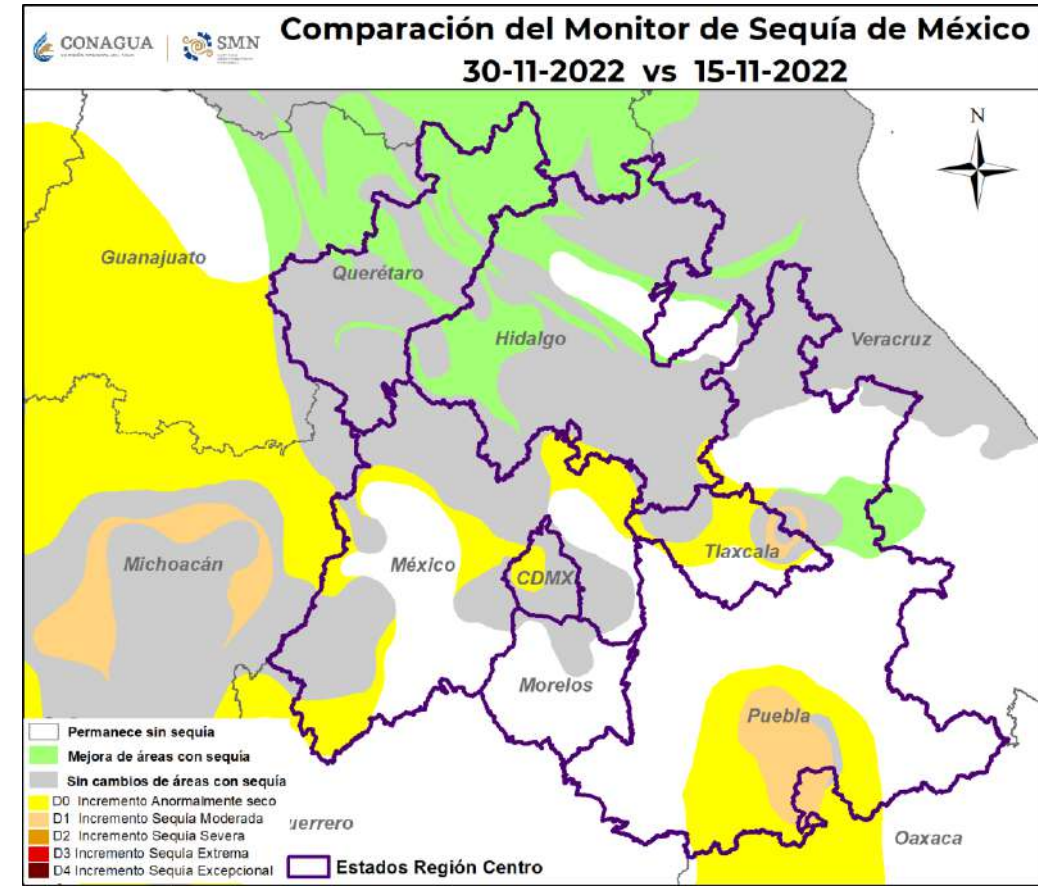 CONAGUA
SMN
Comparación del Monitor de Sequía de México
30-11-2022 vs 15-11-2022
N
Guanajuato
Querétaro
Hidalgo
Veracruz
Michoacán
México
CDMX
Tlaxcala
Morelos
Puebla
Permanece sin sequía
Mejora de áreas con sequía
Sin cambios de áreas con sequía
D0 Incremento Anormalmente seco
D1 Incremento Sequía Moderada
D2 Incremento Sequía Severa
D3 Incremento Sequía Extrema
D4 Incremento Sequía Excepcional
uerrero
Oaxaca
Estados Región Centro